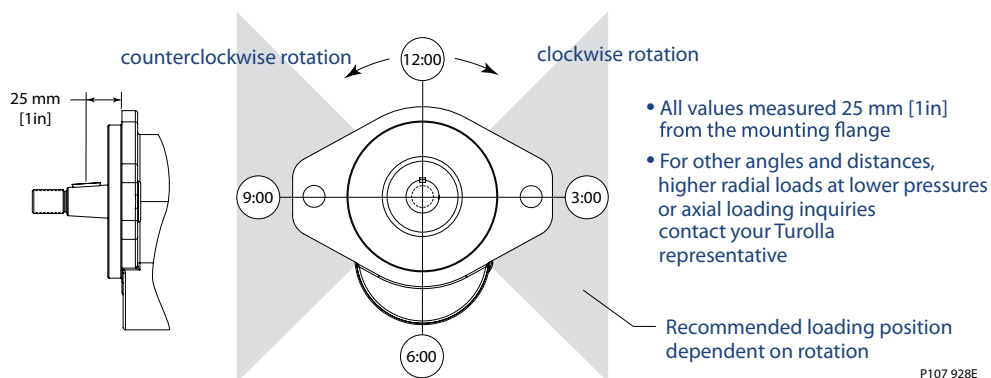 counterclockwise rotation
12:00
clockwise rotation
25 mm
[1in]
9:00
3:00
6:00
• All values measured 25 mm [1in]
from the mounting flange
• For other angles and distances,
higher radial loads at lower pressures
or axial loading inquiries
contact your Turolla
representative
Recommended loading position
dependent on rotation
P107 928E